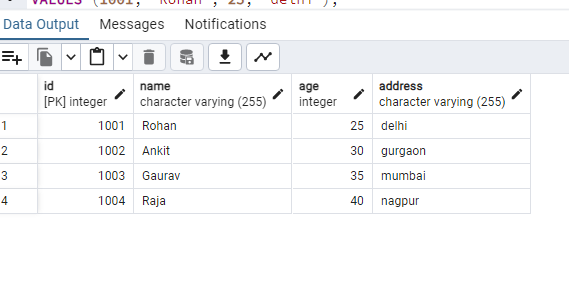 VALUES (1001, 'Rohan', 25, 'delhi');
Data Output Messages Notifications
id name age address
[PK] integer character varying (255) integer character varying (255)
1 1001 Rohan 25 delhi
2 1002 Ankit 30 gurgaon
3 1003 Gaurav 35 mumbai
4 1004 Raja 40 nagpur